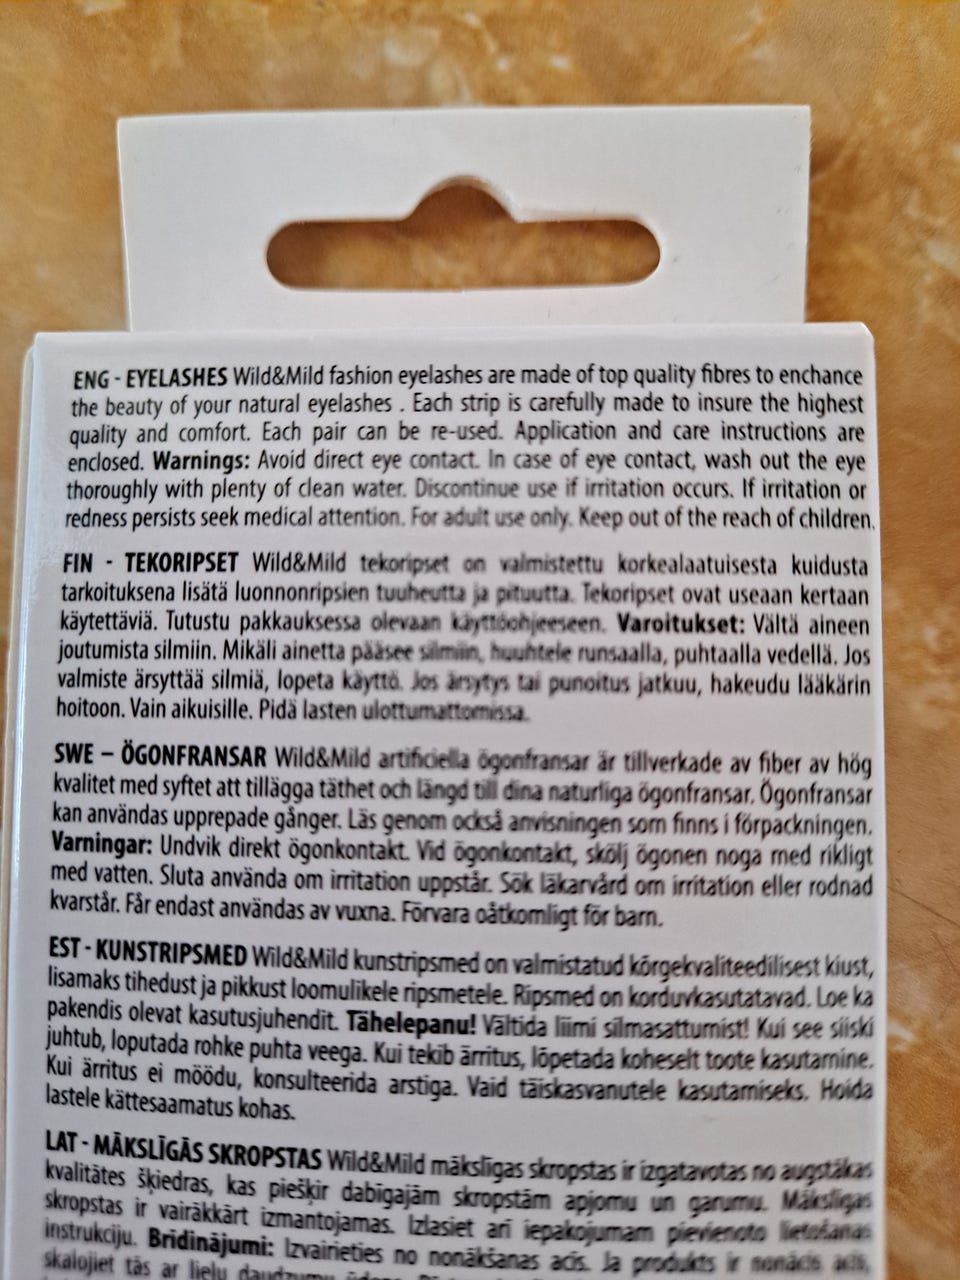 ENG - EYELASHES Wild&Mild fashion eyelashes are made of top quality fibres to enchance
the beauty of your natural eyelashes . Each strip is carefully made to insure the highest
quality and comfort. Each pair can be re-used. Application and care instructions are
enclosed. Warnings: Avoid direct eye contact. In case of eye contact, wash out the eye
thoroughly with plenty of clean water. Discontinue use if irritation occurs. If irritation or
redness persists seek medical attention. For adult use only. Keep out of the reach of children.
FIN - TEKORIPSET Wild&Mild tekoripset on valmistettu korkealaatuisesta kuidusta
tarkoituksena lisätä luonnonripsien tuuheutta ja pituutta. Tekoripset ovat useaan kertaan
käytettäviä. Tutustu pakkauksessa olevaan käyttöohjeeseen. Varoitukset: Vältä aineen
joutumista silmiin. Mikäli ainetta pääsee silmiin, huuhtele runsaalla, puhtaalla vedellä. Jos
valmiste ärsyttää silmiä, lopeta käyttö. Jos ärsytys tai punoitus jatkuu, hakeudu lääkärin
hoitoon. Vain aikuisille. Pidä lasten ulottumattomissa.
SWE – ÖGONFRANSAR Wild&Mild artificiella ögonfransar är tillverkade av fiber av hög
kvalitet med syftet att tillägga täthet och längd till dina naturliga ögonfransar. Ögonfransar
kan användas upprepade gånger. Läs genom också anvisningen som finns i förpackningen.
Varningar: Undvik direkt ögonkontakt. Vid ögonkontakt, skölj ögonen noga med rikligt
med vatten. Sluta använda om irritation uppstår. Sök läkarvård om irritation eller rodnad
kvarstår. Får endast användas av vuxna. Förvara oåtkomligt för barn.
EST - KUNSTRIPSMED Wild&Mild kunstripsmed on valmistatud kõrgekvaliteedilisest kiust,
lisamaks tihedust ja pikkust loomulikele ripsmetele. Ripsmed on korduvkasutatavad. Loe ka
pakendis olevat kasutusjuhendit. Tähelepanu! Vältida liimi silmasattumist! Kui see siiski
juhtub, loputada rohke puhta veega. Kui tekib ärritus, lõpetada koheselt toote kasutamine.
Kui ärritus ei möödu, konsulteerida arstiga. Vaid täiskasvanutele kasutamiseks. Hoida
lastele kättesaamatus kohas.
LAT - MĀKSLĪGĀS SKROPSTAS Wild&Mild mākslīgas skropstas ir izgatavotas no augstākas
kvalitātes šķiedras, kas piešķir dabīgajām skropstām apjomu un garumu. Mākslīgas
skropstas ir vairākkārt izmantojamas. Izlasiet arī iepakojumam pievienoto lietošanas
instrukciju. Bridinājumi: Izvairieties no nonākšanas acīs. Ja produkts ir nonācis acīs,
skalojiet tās ar lielu daudzumu ūdens.